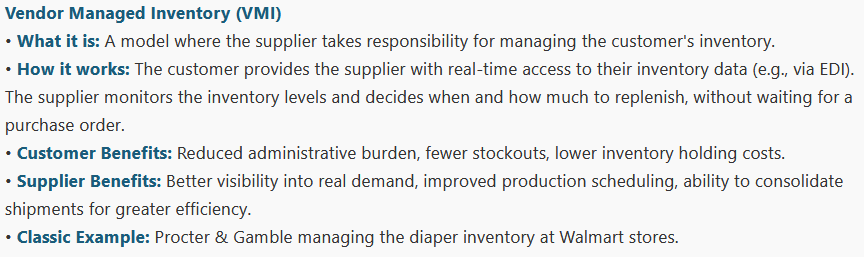 Vendor Managed Inventory (VMI)
• What it is: A model where the supplier takes responsibility for managing the customer's inventory.
• How it works: The customer provides the supplier with real-time access to their inventory data (e.g., via EDI).
The supplier monitors the inventory levels and decides when and how much to replenish, without waiting for a
purchase order.
• Customer Benefits: Reduced administrative burden, fewer stockouts, lower inventory holding costs.
• Supplier Benefits: Better visibility into real demand, improved production scheduling, ability to consolidate
shipments for greater efficiency.
• Classic Example: Procter & Gamble managing the diaper inventory at Walmart stores.